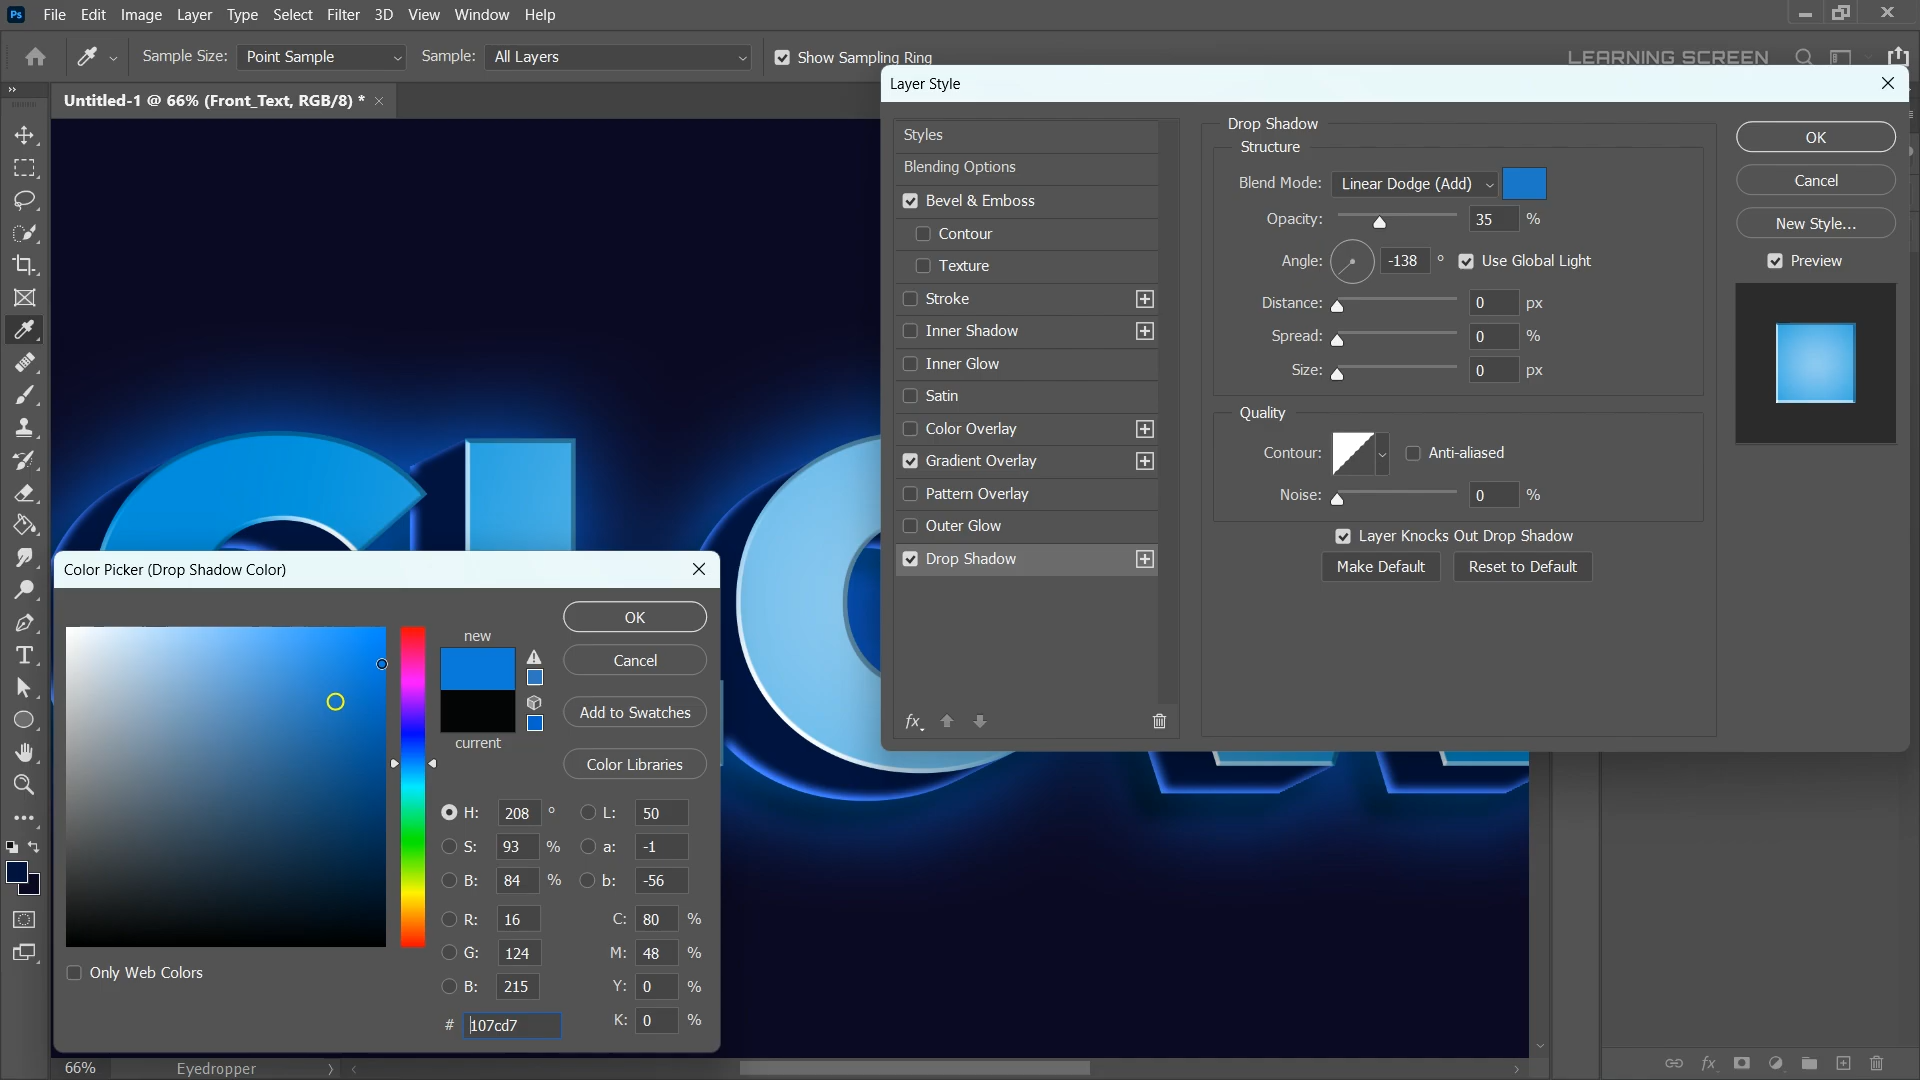 Ps File Edit Image Layer Type Select Filter 3D View Window Help
Sample Size: Point Sample Sample: All Layers Show Sampling Ring LEARNING SCREEN
Untitled-1 @ 66% (Front_Text, RGB/8) *
Layer Style
Styles
Blending Options
Bevel & Emboss
Contour
Texture
Stroke
Inner Shadow
Inner Glow
Satin
Color Overlay
Gradient Overlay
Pattern Overlay
Outer Glow
Drop Shadow
fx
Drop Shadow
Structure
Blend Mode: Linear Dodge (Add)
Opacity: 35 %
Angle: -138 ° Use Global Light
Distance: 0 px
Spread: 0 %
Size: 0 px
Quality
Contour: Anti-aliased
Noise: 0 %
Layer Knocks Out Drop Shadow
Make Default Reset to Default
OK
Cancel
New Style...
Preview
Color Picker (Drop Shadow Color)
new
current
OK
Cancel
Add to Swatches
Color Libraries
H: 208 ° L: 50
S: 93 % a: -1
B: 84 % b: -56
R: 16 C: 80 %
G: 124 M: 48 %
B: 215 Y: 0 %
# 107cd7 K: 0 %
Only Web Colors
66% Eyedropper
fx